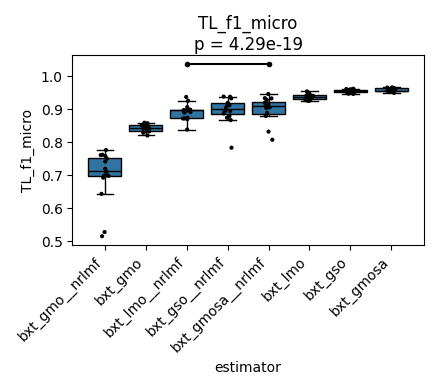 TL_f1_micro
p = 4.29e-19
TL_f1_micro
1.0
0.9
0.8
0.7
0.6
0.5
bxt_gmo__nrlmf
bxt_gmo
bxt_lmo__nrlmf
bxt_gso__nrlmf
bxt_gmosa__nrlmf
bxt_lmo
bxt_gso
bxt_gmosa
estimator